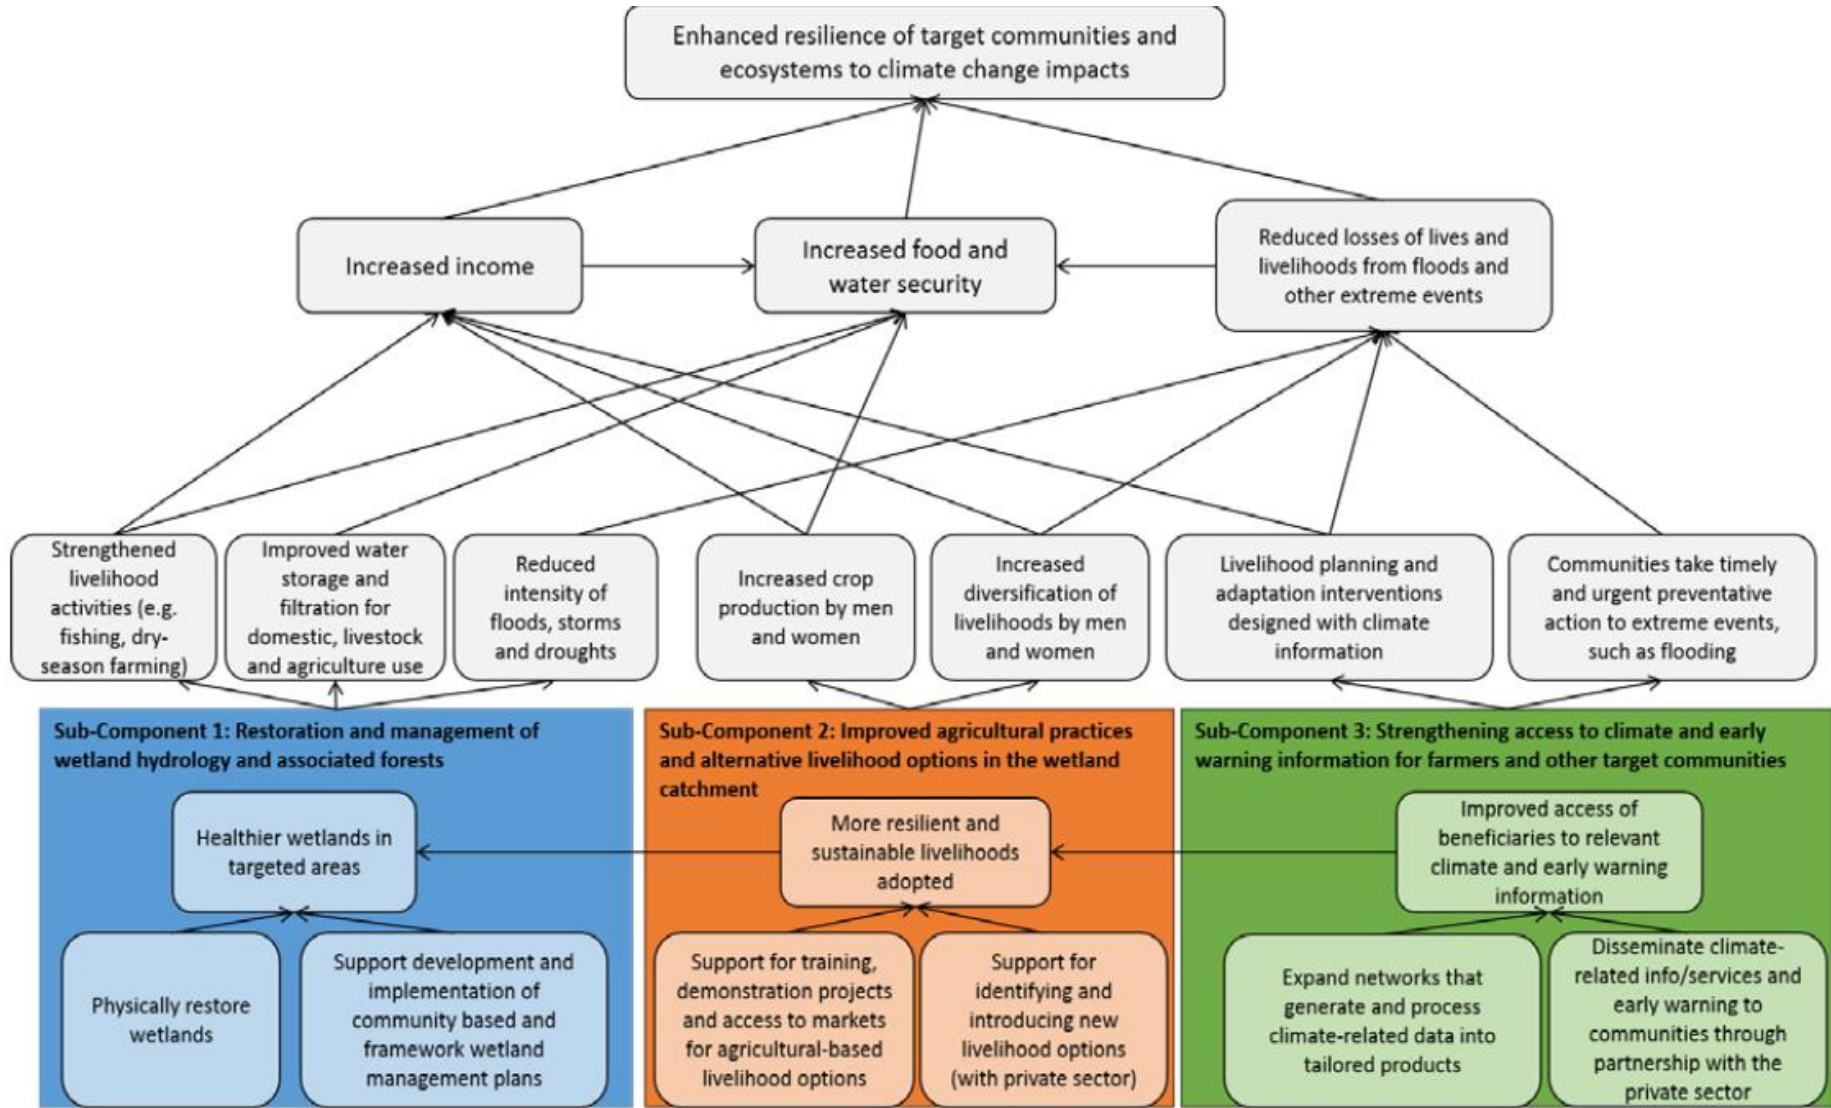 Enhanced resilience of target communities and
ecosystems to climate change impacts
Increased income
Increased food and
water security
Reduced losses of lives and
livelihoods from floods and
other extreme events
Strengthened
livelihood
activities (e.g.
fishing, dry-
season farming)
Improved water
storage and
filtration for
domestic, livestock
and agriculture use
Reduced
intensity of
floods, storms
and droughts
Increased crop
production by men
and women
Increased
diversification of
livelihoods by men
and women
Livelihood planning and
adaptation interventions
designed with climate
information
Communities take timely
and urgent preventative
action to extreme events,
such as flooding
Sub-Component 1: Restoration and management of
wetland hydrology and associated forests
Healthier wetlands in
targeted areas
Physically restore
wetlands
Support development and
implementation of
community based and
framework wetland
management plans
Sub-Component 2: Improved agricultural practices
and alternative livelihood options in the wetland
catchment
More resilient and
sustainable livelihoods
adopted
Support for training,
demonstration projects
and access to markets
for agricultural-based
livelihood options
Support for
identifying and
introducing new
livelihood options
(with private sector)
Sub-Component 3: Strengthening access to climate and early
warning information for farmers and other target communities
Improved access of
beneficiaries to relevant
climate and early warning
information
Expand networks that
generate and process
climate-related data into
tailored products
Disseminate climate-
related info/services and
early warning to
communities through
partnership with the
private sector